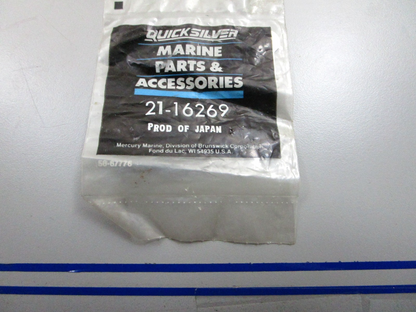 QUICKSILVER
MARINE
PARTS &
ACCESSORIES
21-16269
PROD OF JAPAN
Mercury Marine, Division of Brunswick Corporation
Fond du Lac, WI 54935 U.S.A.